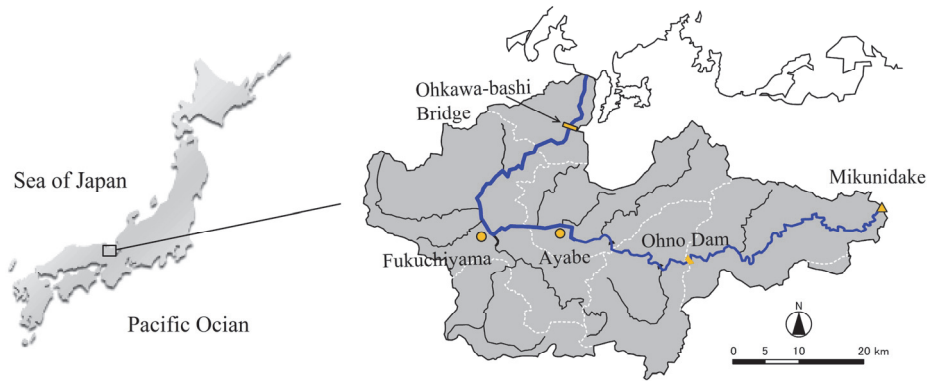 Sea of Japan
Pacific Ocian
Ohkawa-bashi
Bridge
Mikunidake
Fukuchiyama
Ayabe
Ohno Dam
N
0 5 10 20 km